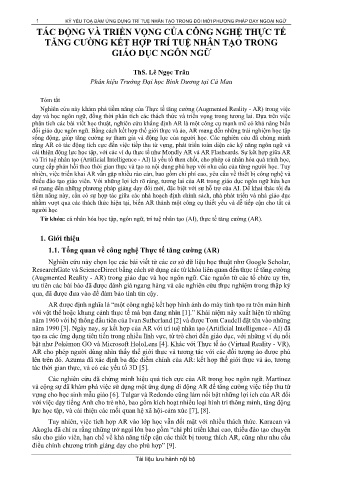 1 KỶ YẾU TỌA ĐÀM ỨNG DỤNG TRÍ TUỆ NHÂN TẠO TRONG ĐỔI MỚI PHƯƠNG PHÁP DẠY NGOẠI NGỮ
TÁC ĐỘNG VÀ TRIỂN VỌNG CỦA CÔNG NGHỆ THỰC TẾ
TĂNG CƯỜNG KẾT HỢP TRÍ TUỆ NHÂN TẠO TRONG
GIÁO DỤC NGÔN NGỮ
ThS. Lê Ngọc Trân
Phân hiệu Trường Đại học Bình Dương tại Cà Mau
Tóm tắt
Nghiên cứu này khám phá tiềm năng của Thực tế tăng cường (Augmented Reality - AR) trong việc
dạy và học ngôn ngữ, đồng thời phân tích các thách thức và triển vọng trong tương lai. Dựa trên việc
phân tích các bài viết học thuật, nghiên cứu khẳng định AR là một công cụ mạnh mẽ có khả năng biến
đổi giáo dục ngôn ngữ. Bằng cách kết hợp thế giới thực và ảo, AR mang đến những trải nghiệm học tập
sống động, giúp tăng cường sự tham gia và động lực của người học. Các nghiên cứu đã chứng minh
rằng AR có tác động tích cực đến việc tiếp thu từ vựng, phát triển toàn diện các kỹ năng ngôn ngữ và
cải thiện động lực học tập, với các ví dụ thực tế như Mondly AR và AR Flashcards. Sự kết hợp giữa AR
và Trí tuệ nhân tạo (Artificial Intelligence - AI) là yếu tố then chốt, cho phép cá nhân hóa quá trình học,
cung cấp phản hồi theo thời gian thực và tạo ra nội dung phù hợp với nhu cầu của từng người học. Tuy
nhiên, việc triển khai AR vẫn gặp nhiều rào cản, bao gồm chi phí cao, yêu cầu về thiết bị công nghệ và
thiếu đào tạo giáo viên. Với những lợi ích rõ ràng, tương lai của AR trong giáo dục ngôn ngữ hứa hẹn
sẽ mang đến những phương pháp giảng dạy đổi mới, đặc biệt với sự hỗ trợ của AI. Để khai thác tối đa
tiềm năng này, cần có sự hợp tác giữa các nhà hoạch định chính sách, nhà phát triển và nhà giáo dục
nhằm vượt qua các thách thức hiện tại, biến AR thành một công cụ thiết yếu và dễ tiếp cận cho tất cả
người học.
Từ khóa: cá nhân hóa học tập, ngôn ngữ, trí tuệ nhân tạo (AI), thực tế tăng cường (AR).
1. Giới thiệu
1.1. Tổng quan về công nghệ Thực tế tăng cường (AR)
Nghiên cứu này chọn lọc các bài viết từ các cơ sở dữ liệu học thuật như Google Scholar,
ResearchGate và ScienceDirect bằng cách sử dụng các từ khóa liên quan đến thực tế tăng cường
(Augmented Reality - AR) trong giáo dục và học ngôn ngữ. Các nguồn từ các tổ chức uy tín,
ưu tiên các bài báo đã được đánh giá ngang hàng và các nghiên cứu thực nghiệm trong thập kỷ
qua, đã được đưa vào để đảm bảo tính tin cậy.
AR được định nghĩa là "một công nghệ kết hợp hình ảnh do máy tính tạo ra trên màn hình
với vật thể hoặc khung cảnh thực tế mà bạn đang nhìn [1]." Khái niệm này xuất hiện từ những
năm 1960 với hệ thống đầu tiên của Ivan Sutherland [2] và được Tom Caudell đặt tên vào những
năm 1990 [3]. Ngày nay, sự kết hợp của AR với trí tuệ nhân tạo (Artificial Intelligence - AI) đã
tạo ra các ứng dụng tiên tiến trong nhiều lĩnh vực, từ trò chơi đến giáo dục, với những ví dụ nổi
bật như Pokémon GO và Microsoft HoloLens [4]. Khác với Thực tế ảo (Virtual Reality - VR),
AR cho phép người dùng nhìn thấy thế giới thực và tương tác với các đối tượng ảo được phủ
lên trên đó. Azuma đã xác định ba đặc điểm chính của AR: kết hợp thế giới thực và ảo, tương
tác thời gian thực, và có các yếu tố 3D [5].
Các nghiên cứu đã chứng minh hiệu quả tích cực của AR trong học ngôn ngữ. Martínez
và cộng sự đã khám phá việc sử dụng một ứng dụng di động AR để tăng cường việc tiếp thu từ
vựng cho học sinh mẫu giáo [6]. Tulgar và Redondo cũng làm nổi bật những lợi ích của AR đối
với việc dạy tiếng Anh cho trẻ nhỏ, bao gồm kích hoạt nhiều loại hình trí thông minh, tăng động
lực học tập, và cải thiện các mối quan hệ xã hội-cảm xúc [7], [8].
Tuy nhiên, việc tích hợp AR vào lớp học vẫn đối mặt với nhiều thách thức. Karacan và
Akoglu đã chỉ ra rằng những trở ngại lớn bao gồm "chi phí triển khai cao, thiếu đào tạo chuyên
sâu cho giáo viên, hạn chế về khả năng tiếp cận các thiết bị tương thích AR, cũng như nhu cầu
điều chỉnh chương trình giảng dạy cho phù hợp" [9].
Tài liệu lưu hành nội bộ